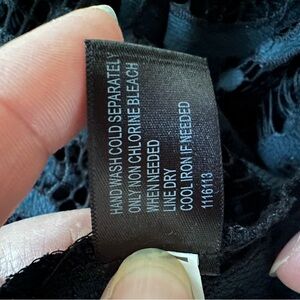 HAND WASH COLD SEPARATELY
ONLY NON CHLORINE BLEACH
WHEN NEEDED
LINE DRY
COOL IRON IF NEEDED
1116113